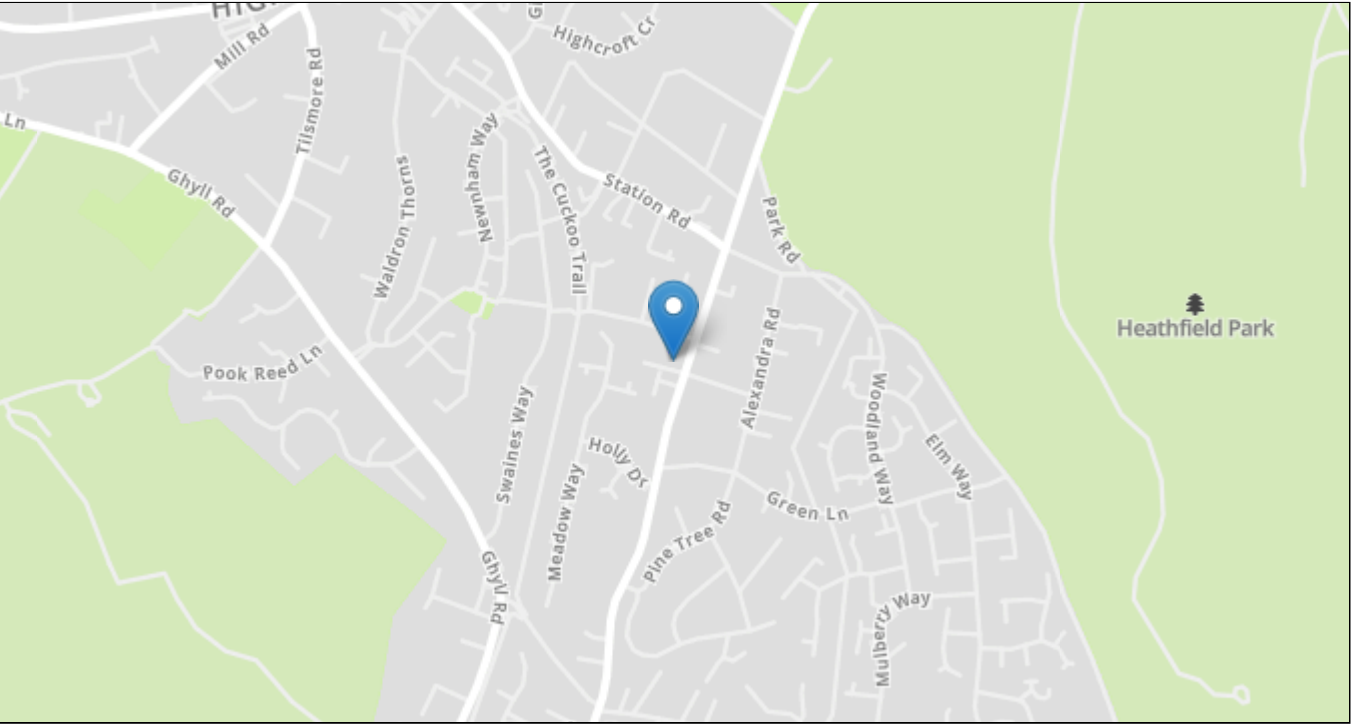 Mill Rd
Highcroft Cr
Tilsmore Rd
Ln
Ghyll Rd
Waldron Thorns
Newnham Way
The Cuckoo Trail
Station Rd
Park Rd
Heathfield Park
Pook Reed Ln
Alexandra Rd
Swaines Way
Holly Dr
Woodland Way
Elm Way
Meadow Way
Green Ln
Pine Tree Rd
Ghyll Rd
Mulberry Way